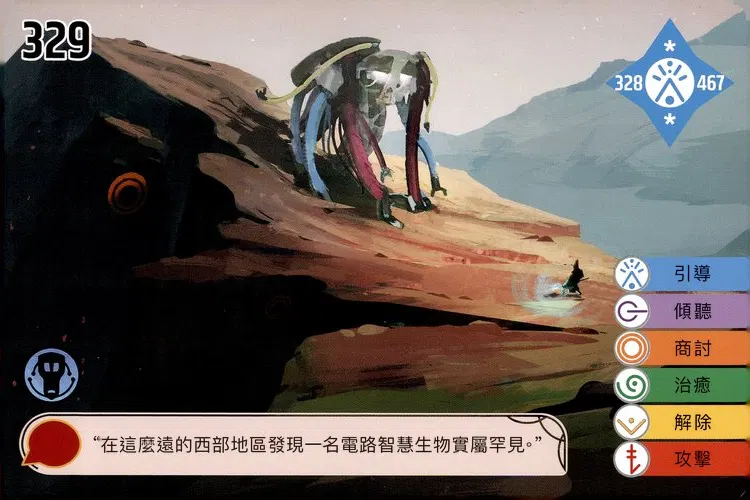 329
*
328 467
*
引導
傾聽
商討
治癒
解除
攻擊
“在這麼遠的西部地區發現一名電路智慧生物實屬罕見。”